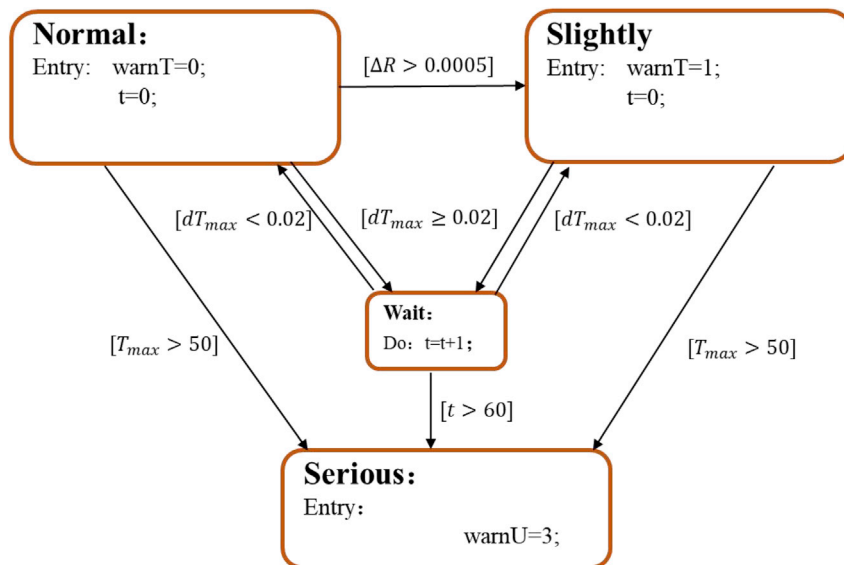 Normal：
Entry: warnT=0;
t=0;
[ΔR > 0.0005]
Slightly
Entry: warnT=1;
t=0;
[dT_max < 0.02]
[dT_max ≥ 0.02]
[dT_max < 0.02]
Wait：
Do：t=t+1；
[T_max > 50]
[T_max > 50]
[t > 60]
Serious：
Entry：
warnU=3;